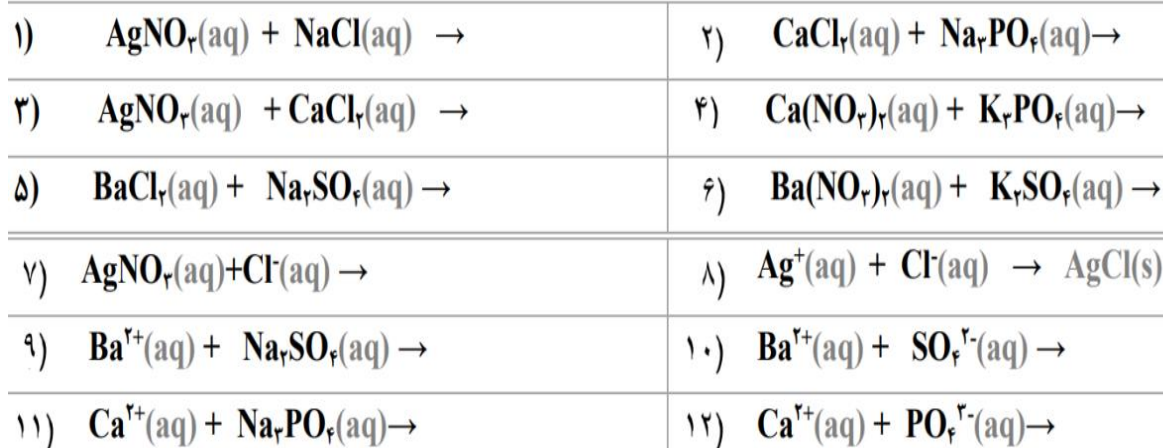 ۱) AgNO۳(aq) + NaCl(aq) → ۲) CaCl۲(aq) + Na۳PO۴(aq)→
۳) AgNO۳(aq) + CaCl۲(aq) → ۴) Ca(NO۳)۲(aq) + K۳PO۴(aq)→
۵) BaCl۲(aq) + Na۲SO۴(aq) → ۶) Ba(NO۳)۲(aq) + K۲SO۴(aq) →
۷) AgNO۳(aq)+Cl-(aq) → ۸) Ag+(aq) + Cl-(aq) → AgCl(s)
۹) Ba۲+(aq) + Na۲SO۴(aq) → ۱۰) Ba۲+(aq) + SO۴۲-(aq) →
۱۱) Ca۲+(aq) + Na۳PO۴(aq)→ ۱۲) Ca۲+(aq) + PO۴۳-(aq)→